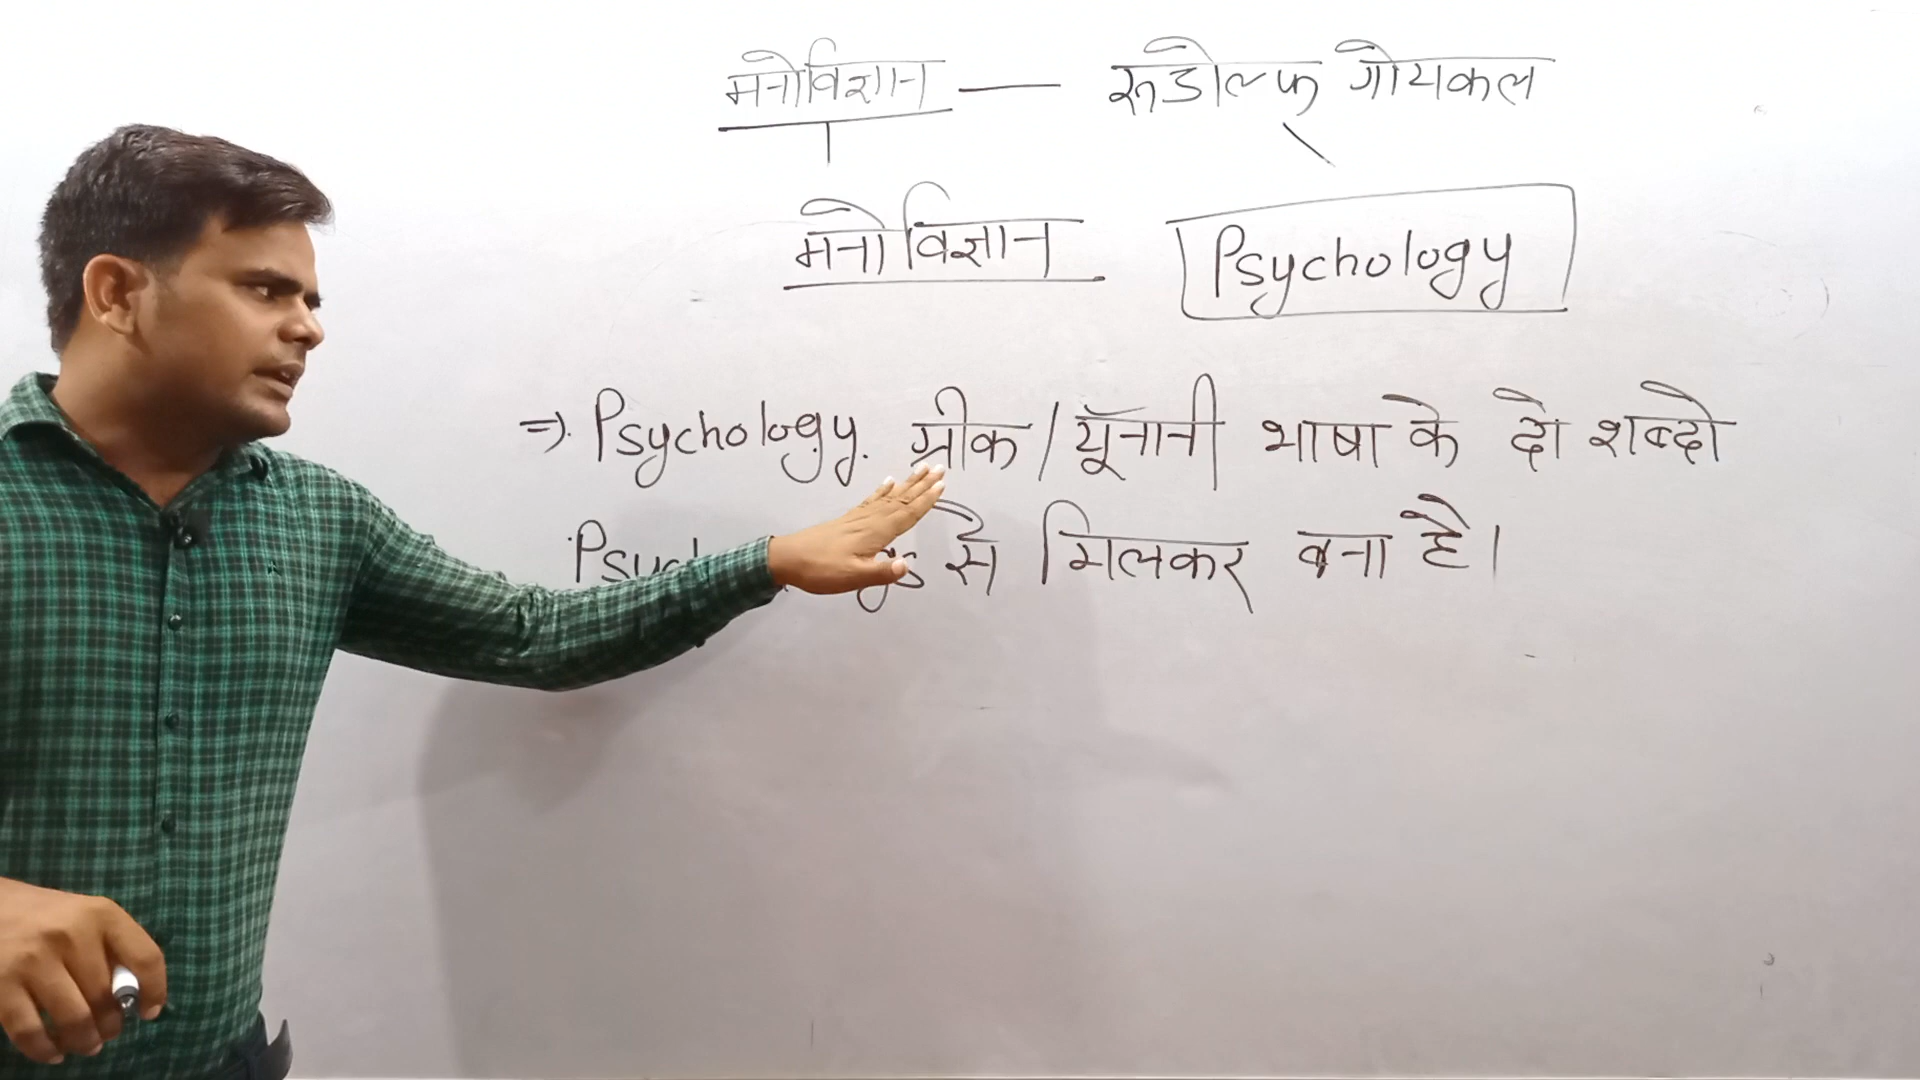 मनोविज्ञान — रूडोल्फ गोयकल
मनोविज्ञान Psychology
⇒ Psychology ग्रीक / यूनानी भाषा के दो शब्दो
से मिलकर बना है।